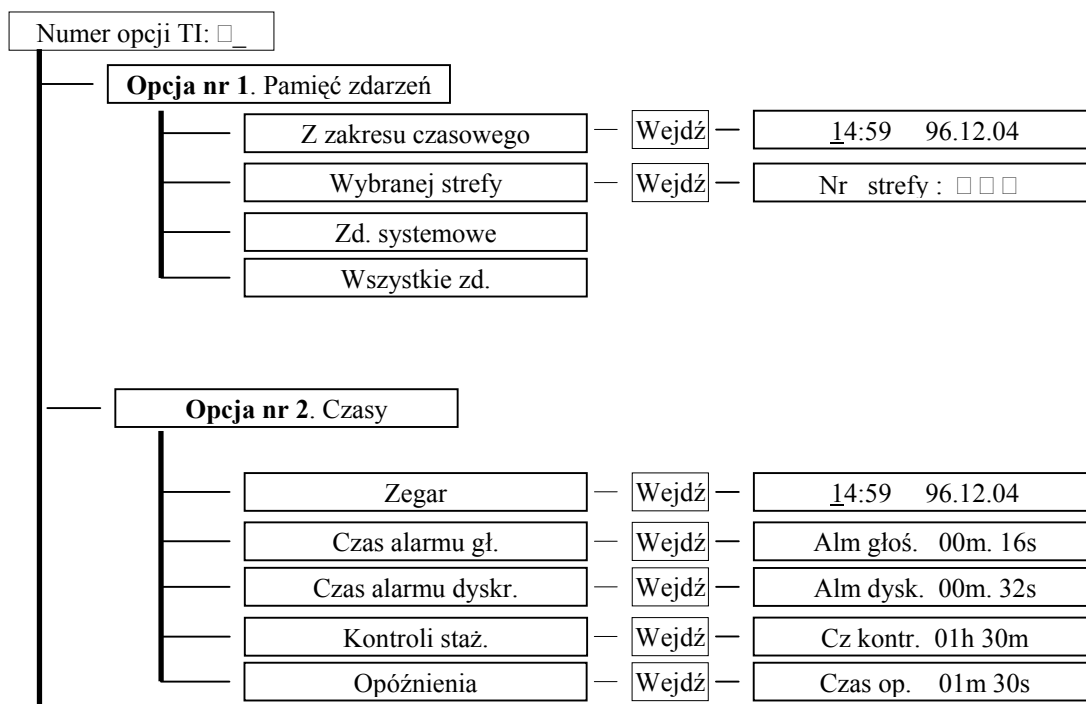 Numer opcji TI: □_
Opcja nr 1. Pamięć zdarzeń
Z zakresu czasowego Wejdź 14:59 96.12.04
Wybranej strefy Wejdź Nr strefy : □ □ □
Zd. systemowe
Wszystkie zd.
Opcja nr 2. Czasy
Zegar Wejdź 14:59 96.12.04
Czas alarmu gł. Wejdź Alm głoś. 00m. 16s
Czas alarmu dyskr. Wejdź Alm dysk. 00m. 32s
Kontroli staż. Wejdź Cz kontr. 01h 30m
Opóźnienia Wejdź Czas op. 01m 30s